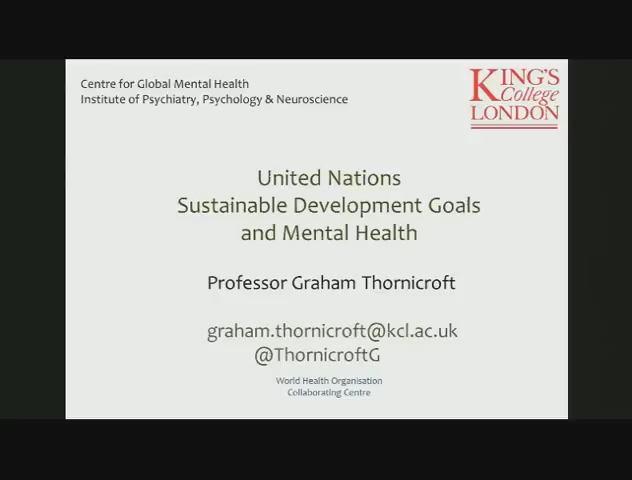 Centre for Global Mental Health
Institute of Psychiatry, Psychology & Neuroscience
KING'S
College
LONDON
United Nations
Sustainable Development Goals
and Mental Health
Professor Graham Thornicroft
graham.thornicroft@kcl.ac.uk
@ThornicroftG
World Health Organisation
Collaborating Centre